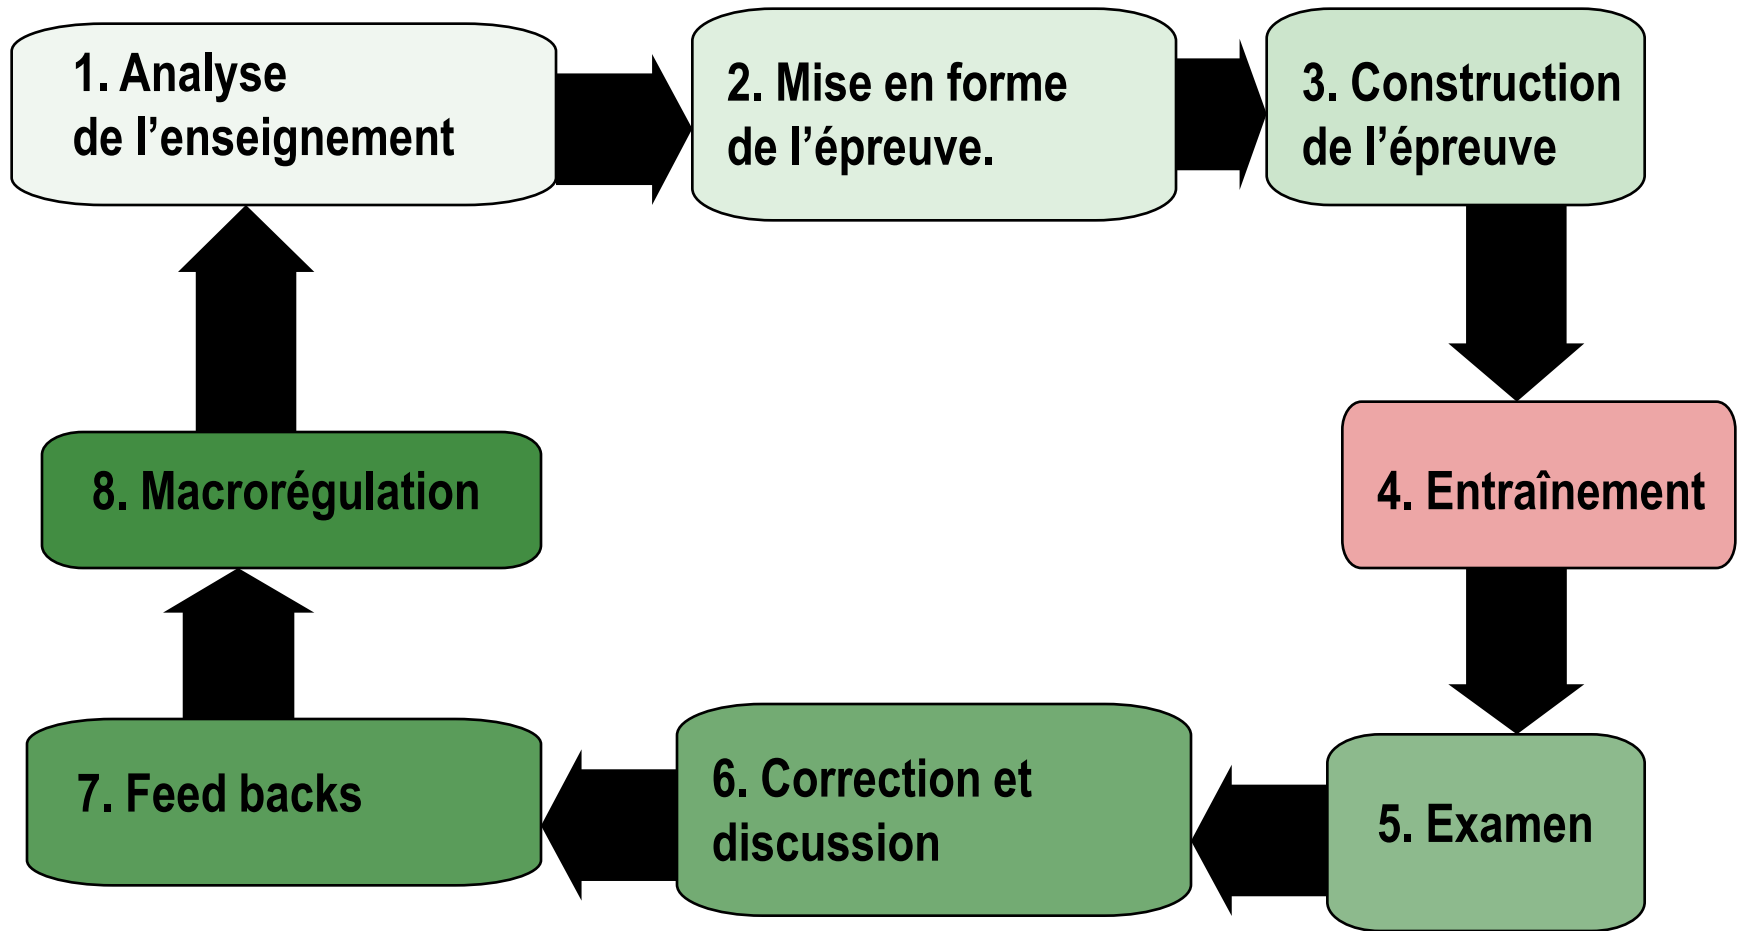 1. Analyse
de l’enseignement
2. Mise en forme
de l’épreuve.
3. Construction
de l’épreuve
4. Entraînement
5. Examen
6. Correction et
discussion
7. Feed backs
8. Macrorégulation